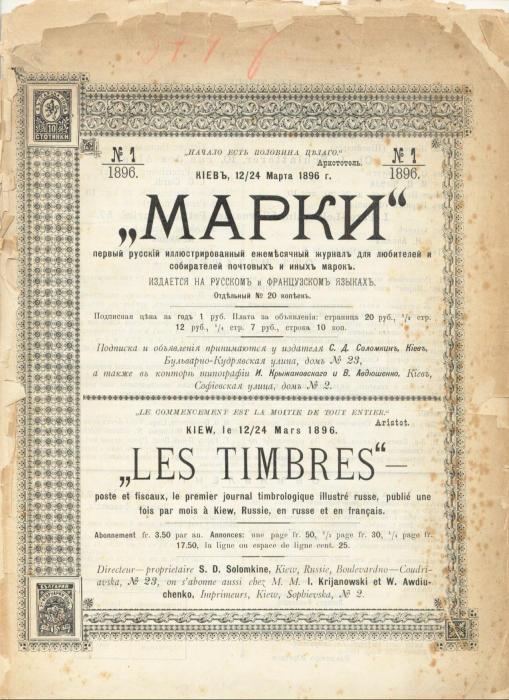 № 1
1896.
„НАЧАЛО ЕСТЬ ПОЛОВИНА ЦѢЛАГО.“
Аристотель.
№ 1
1896.
КІЕВЪ, 12/24 Марта 1896 г.
„МАРКИ“
первый русскій иллюстрированный ежемѣсячный журналъ для любителей и
собирателей почтовыхъ и иныхъ марокъ.
ИЗДАЕТСЯ НА РУССКОМЪ и ФРАНЦУЗСКОМЪ ЯЗЫКАХЪ.
Отдѣльный № 20 копѣекъ.
Подписная цѣна за годъ 1 руб. Плата за объявленія: страница 20 руб., ½ стр.
12 руб., ¼ стр. 7 руб., строка 10 коп.
Подписка и объявленія принимаются у издателя С. Д. Соломкинъ, Кіевъ,
Бульварно-Кудрявская улица, домъ № 23,
а также въ конторѣ типографіи И. Крыжановскаго и В. Авдюшенко, Кіевъ,
Софіевская улица, домъ № 2.
„LE COMMENCEMENT EST LA MOITIE DE TOUT ENTIER.“
Aristot.
KIEW, le 12/24 Mars 1896.
„LES TIMBRES“—
poste et fiscaux, le premier journal timbrologique illustré russe, publié une
fois par mois à Kiew, Russie, en russe et en français.
Abonnement fr. 3.50 par an. Annonces: une page fr. 50, ½ page fr. 30, ¼ page fr.
17.50, la ligne ou espace de ligne cent. 25.
Directeur—proprietaire S. D. Solomkine, Kiew, Russie, Boulevardno—Coudri-
avska, № 23, on s'abonne aussi chez M. M. I. Krijanowski et W. Awdiu-
chenko, Imprimeurs, Kiew, Sophievska, № 2.
10
СТОТИНКИ
БЪЛГАРИЯ